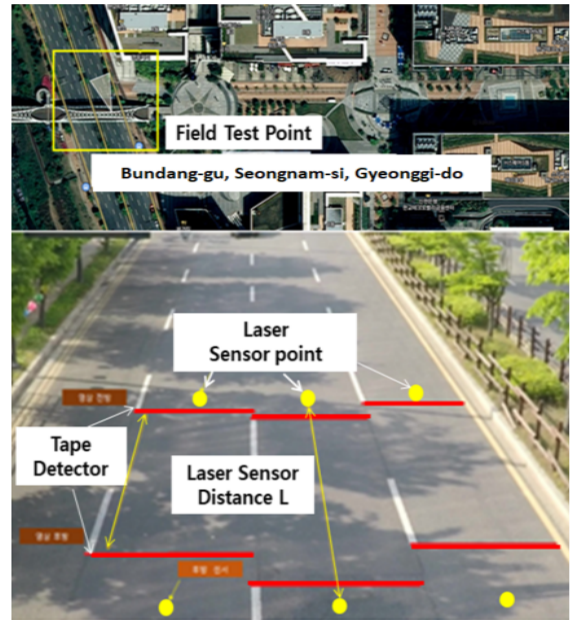 Field Test Point
Bundang-gu, Seongnam-si, Gyeonggi-do
Laser
Sensor point
Tape
Detector
Laser Sensor
Distance L